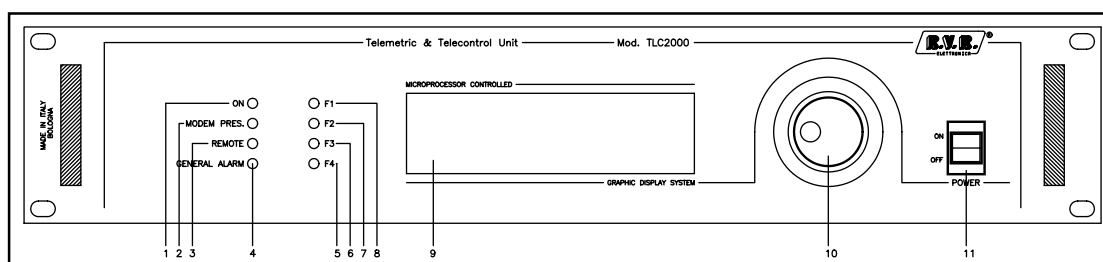 Telemetric & Telecontrol Unit Mod. TLC2000
R.V.R.®
ELETTRONICA
MADE IN ITALY
BOLOGNA
MICROPROCESSOR CONTROLLED
ON F1
MODEM PRES. F2
REMOTE F3
GENERAL ALARM F4
GRAPHIC DISPLAY SYSTEM
ON
OFF
POWER
1 2 3 4 5 6 7 8 9 10 11